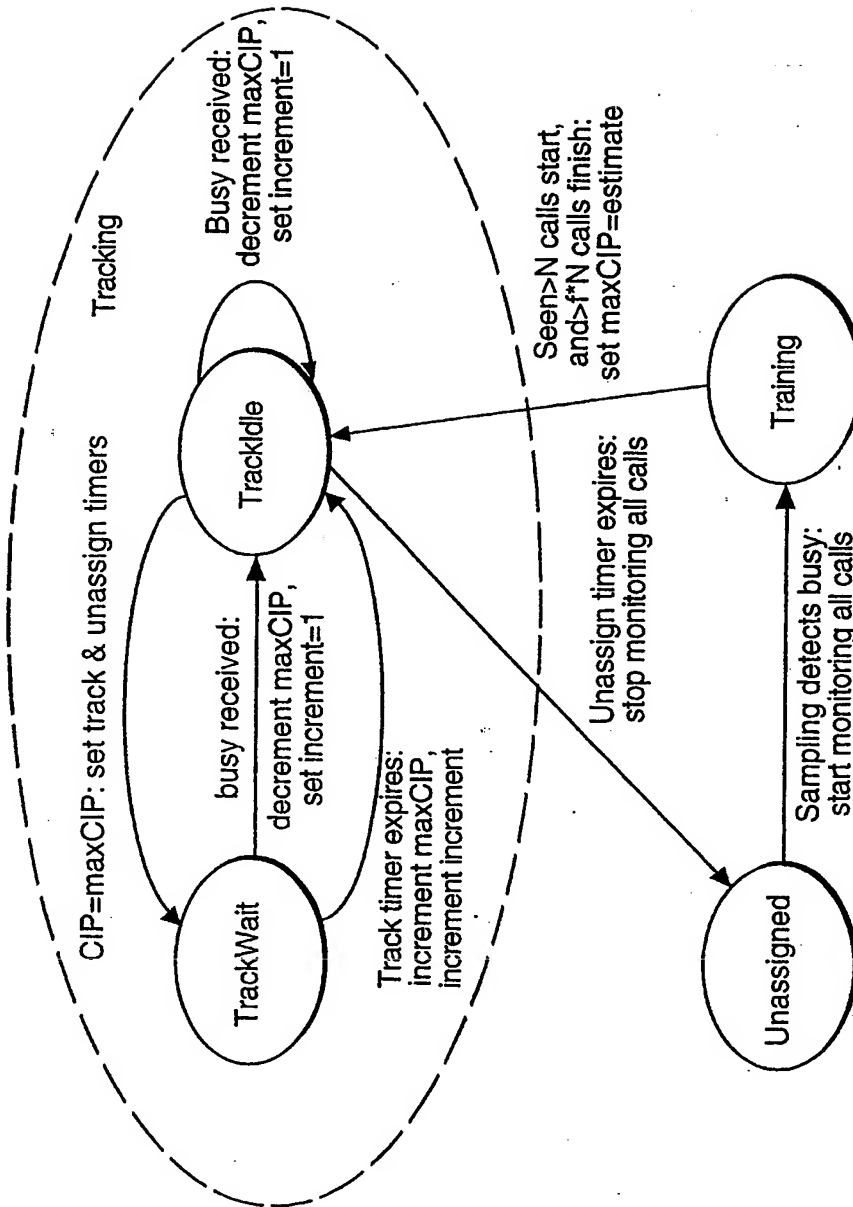 Tracking
CIP=maxCIP: set track & unassign timers
Busy received:
decrement maxCIP,
set increment=1
TrackWait
busy received:
decrement maxCIP,
set increment=1
TrackIdle
Track timer expires:
increment maxCIP,
increment increment
Seen>N calls start,
and>f*N calls finish:
set maxCIP=estimate
Unassign timer expires:
stop monitoring all calls
Unassigned
Sampling detects busy:
start monitoring all calls
Training